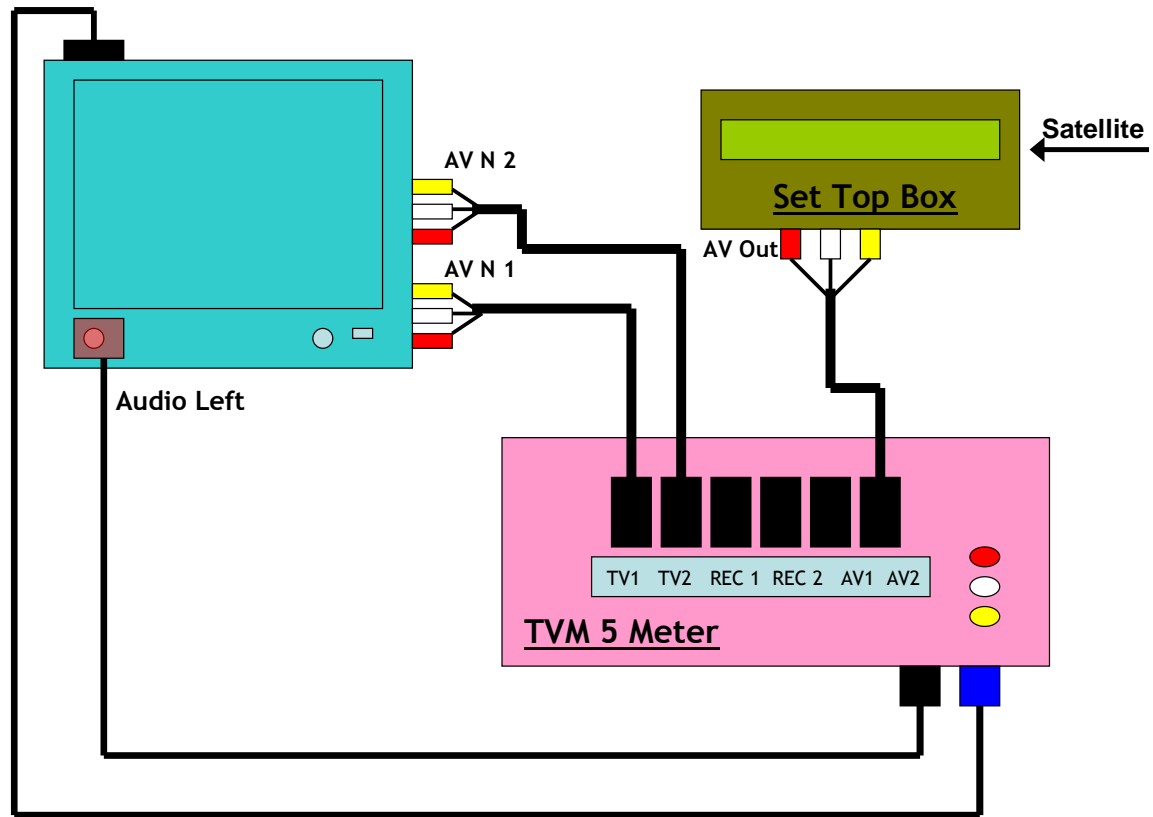 AV N 2
Satellite
Set Top Box
AV Out
AV N 1
Audio Left
TV1 TV2 REC 1 REC 2 AV1 AV2
TVM 5 Meter